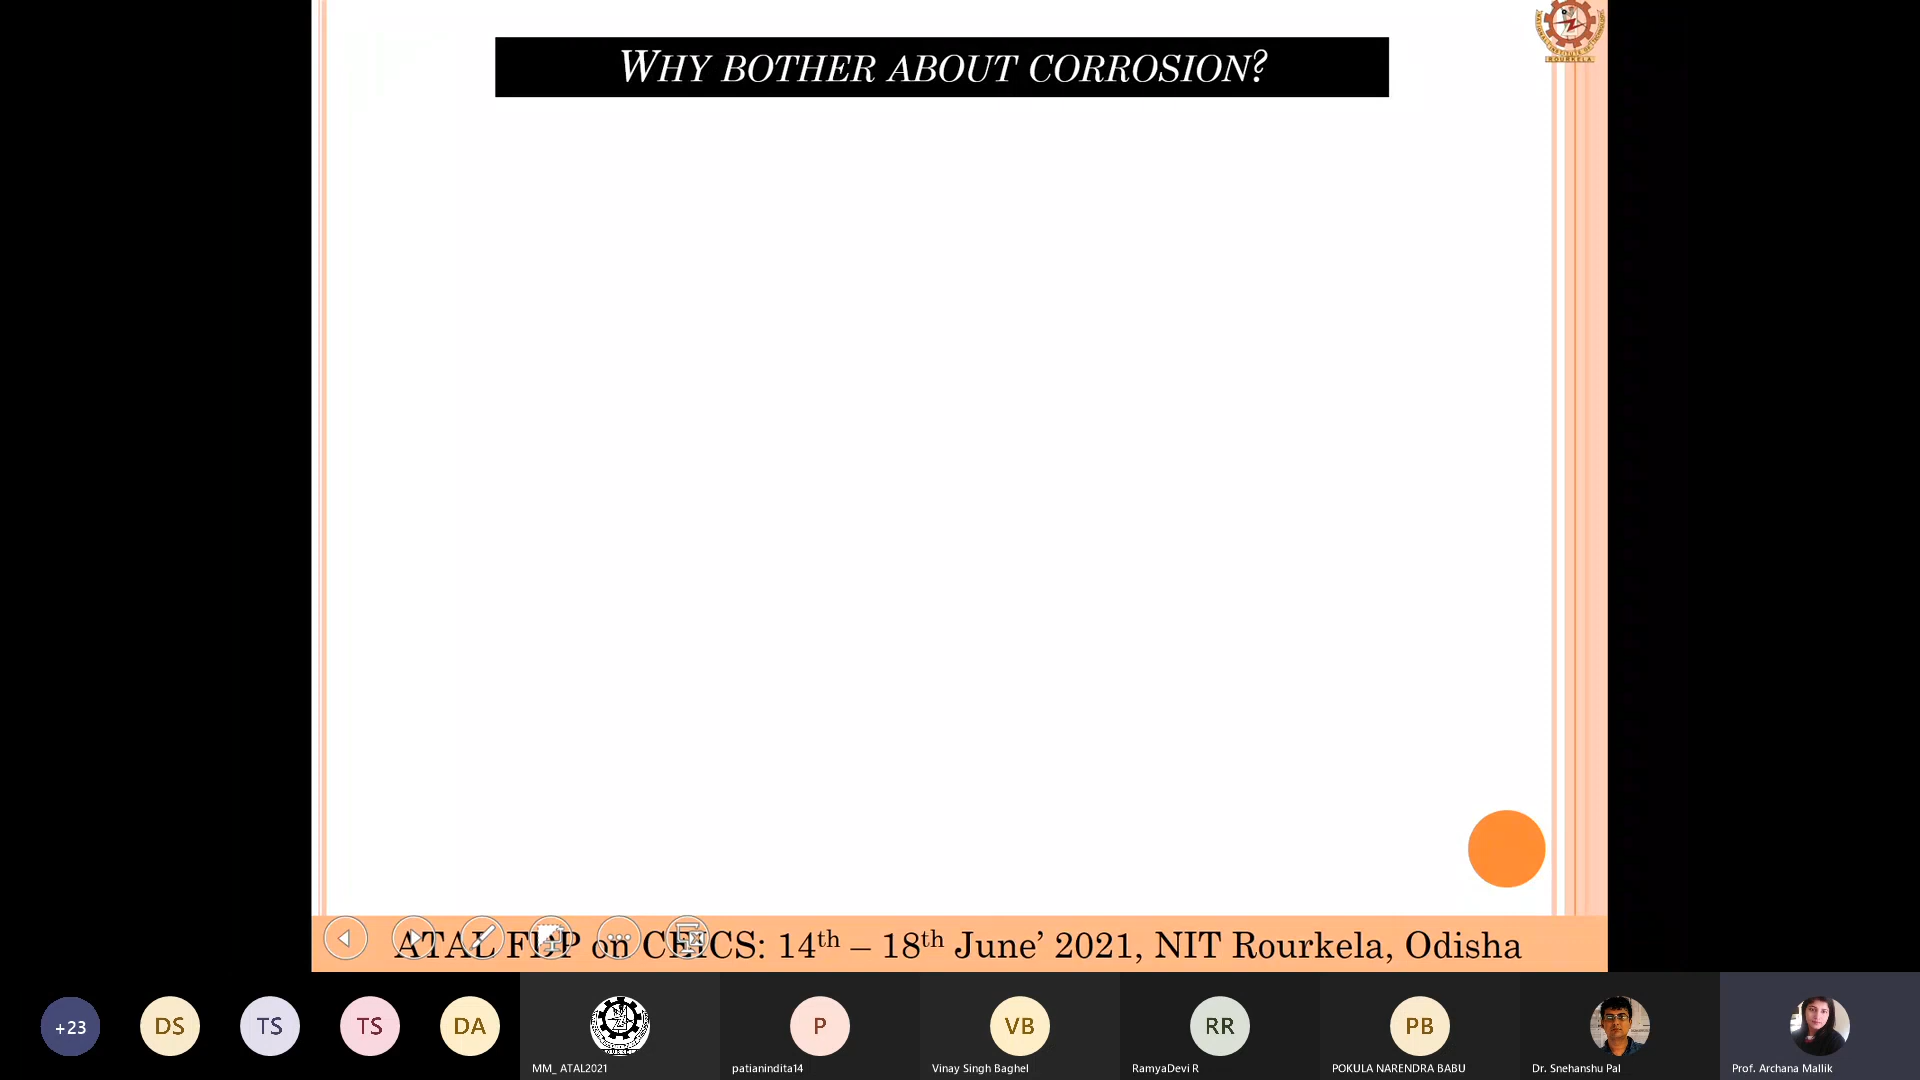 WHY BOTHER ABOUT CORROSION?
ROURKELA
ATAL FDP on CEICS: 14th – 18th June' 2021, NIT Rourkela, Odisha
+23
DS
TS
TS
DA
P
VB
RR
PB
MM_ ATAL2021
patianindita14
Vinay Singh Baghel
RamyaDevi R
POKULA NARENDRA BABU
Dr. Snehanshu Pal
Prof. Archana Mallik